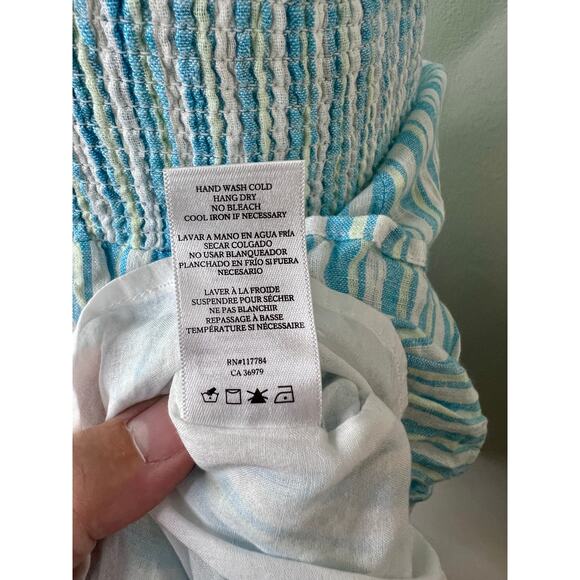 HAND WASH COLD
HANG DRY
NO BLEACH
COOL IRON IF NECESSARY
LAVAR A MANO EN AGUA FRÍA
SECAR COLGADO
NO USAR BLANQUEADOR
PLANCHADO EN FRÍO SI FUERA
NECESARIO
LAVER À LA FROIDE
SUSPENDRE POUR SÉCHER
NE PAS BLANCHIR
REPASSAGE À BASSE
TEMPÉRATURE SI NÉCESSAIRE
RN#117784
CA 36979